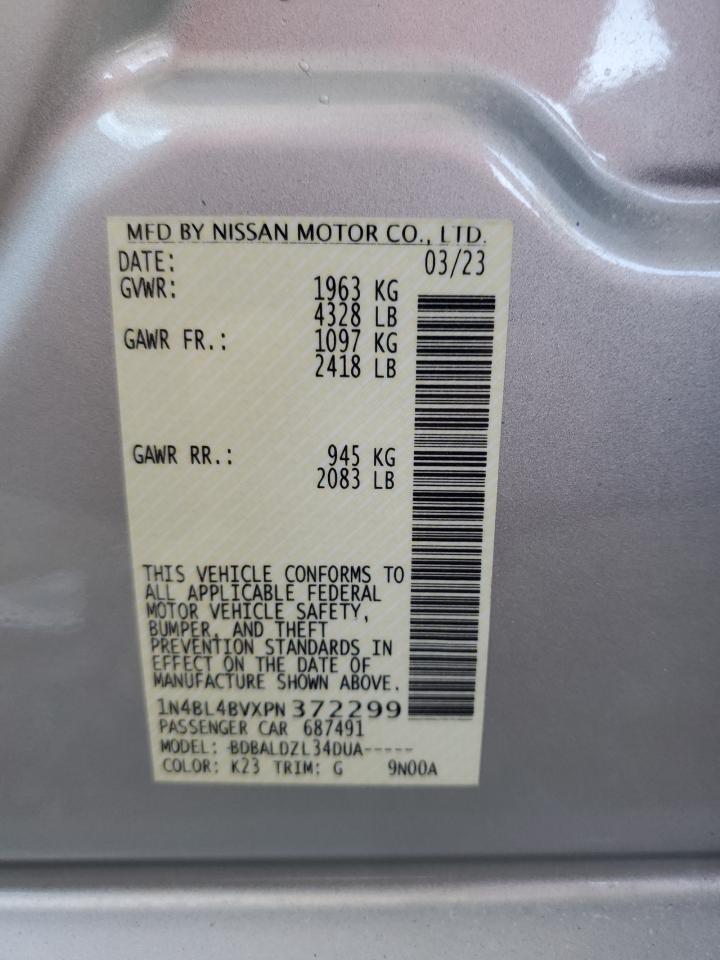 MFD BY NISSAN MOTOR CO., LTD.
DATE: 03/23
GVWR: 1963 KG
4328 LB
GAWR FR.: 1097 KG
2418 LB
GAWR RR.: 945 KG
2083 LB
THIS VEHICLE CONFORMS TO
ALL APPLICABLE FEDERAL
MOTOR VEHICLE SAFETY,
BUMPER, AND THEFT
PREVENTION STANDARDS IN
EFFECT ON THE DATE OF
MANUFACTURE SHOWN ABOVE.
1N4BL4BVXPN 372299
PASSENGER CAR 687491
MODEL: BDBALDZL34DUA-----
COLOR: K23 TRIM: G 9N00A